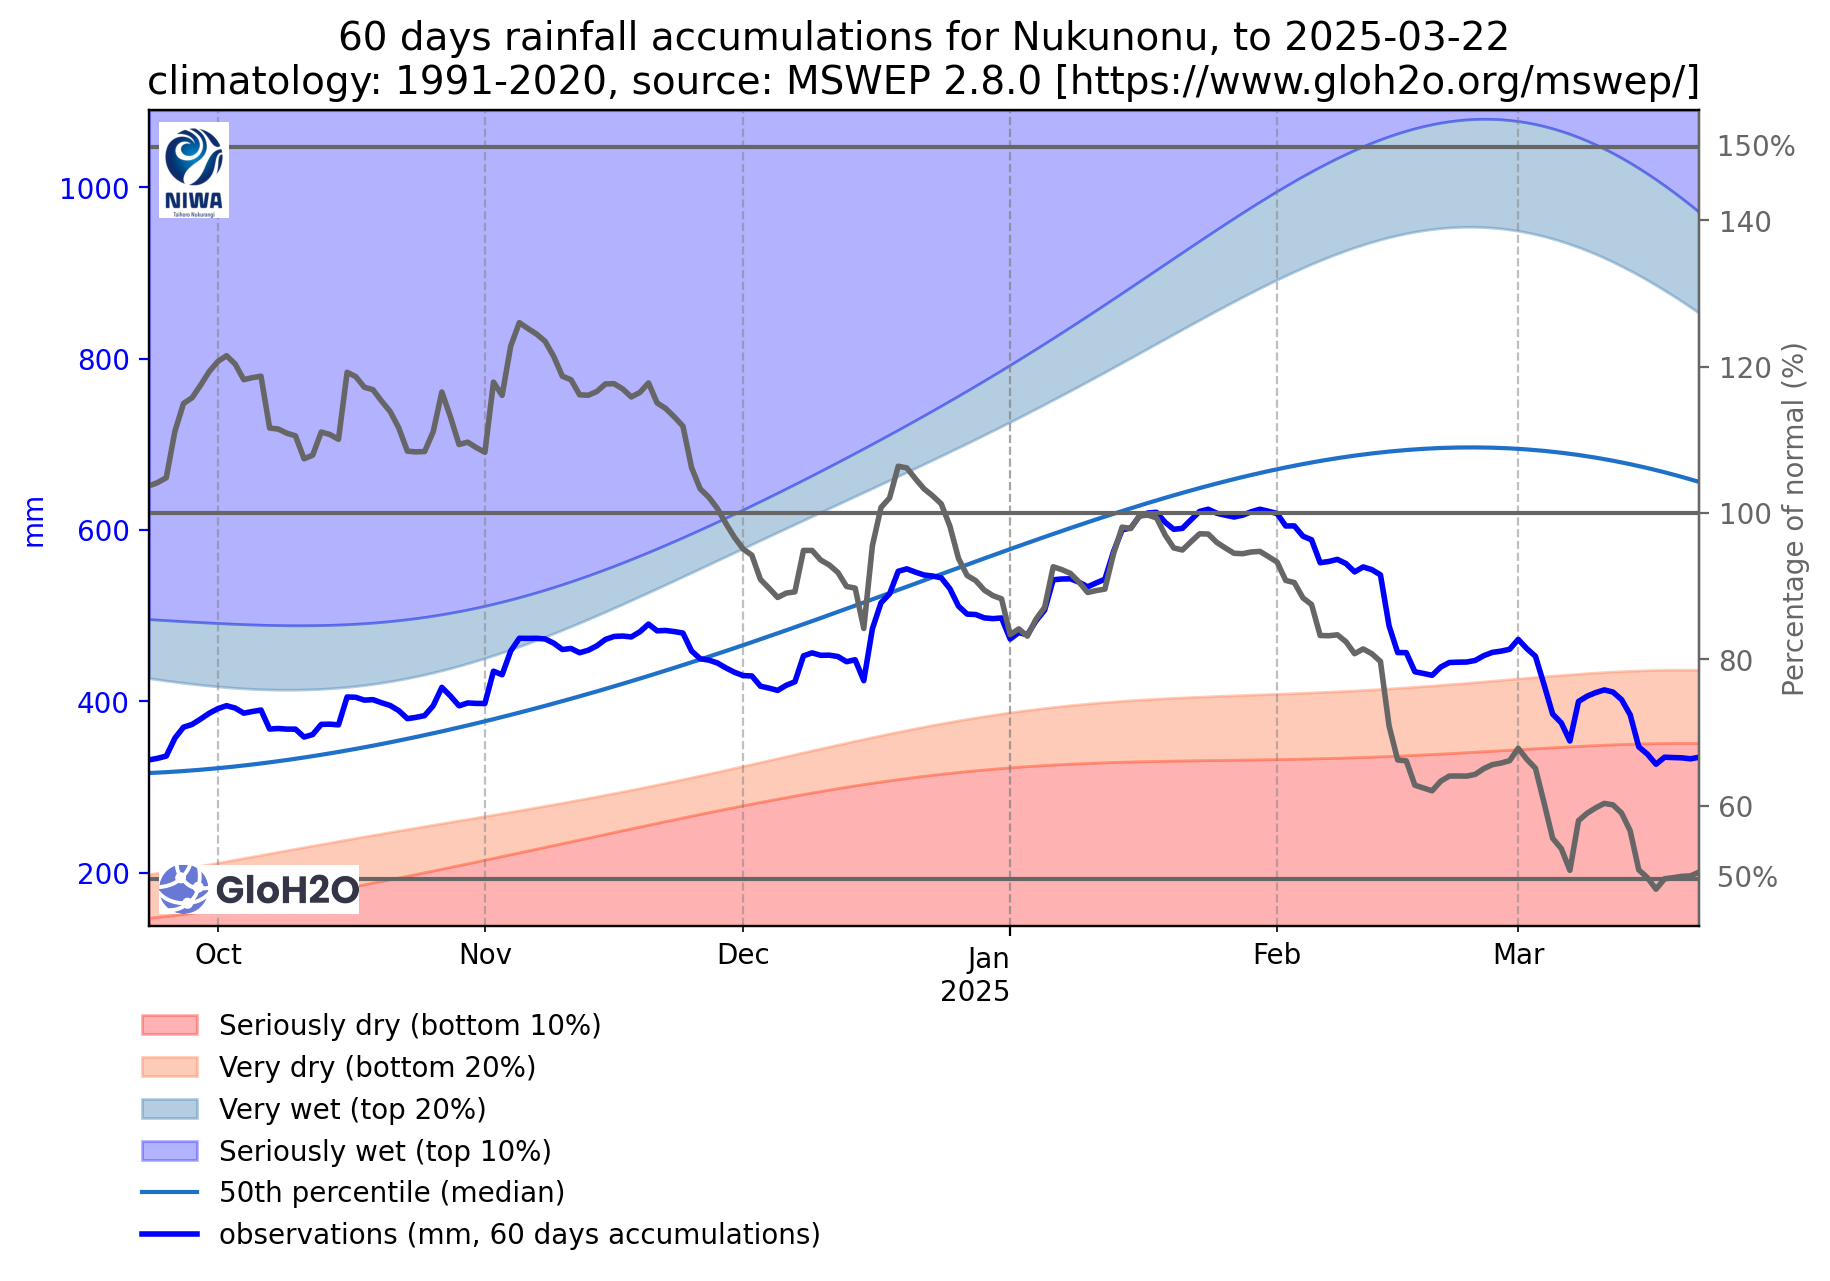 60 days rainfall accumulations for Nukunonu, to 2025-03-22
climatology: 1991-2020, source: MSWEP 2.8.0 [https://www.gloh2o.org/mswep/]
NIWA
Taihoro Nukurangi
1000
800
600
400
200
mm
150%
140
120
100
80
60
50%
Percentage of normal (%)
GloH2O
Oct
Nov
Dec
Jan
2025
Feb
Mar
Seriously dry (bottom 10%)
Very dry (bottom 20%)
Very wet (top 20%)
Seriously wet (top 10%)
50th percentile (median)
observations (mm, 60 days accumulations)